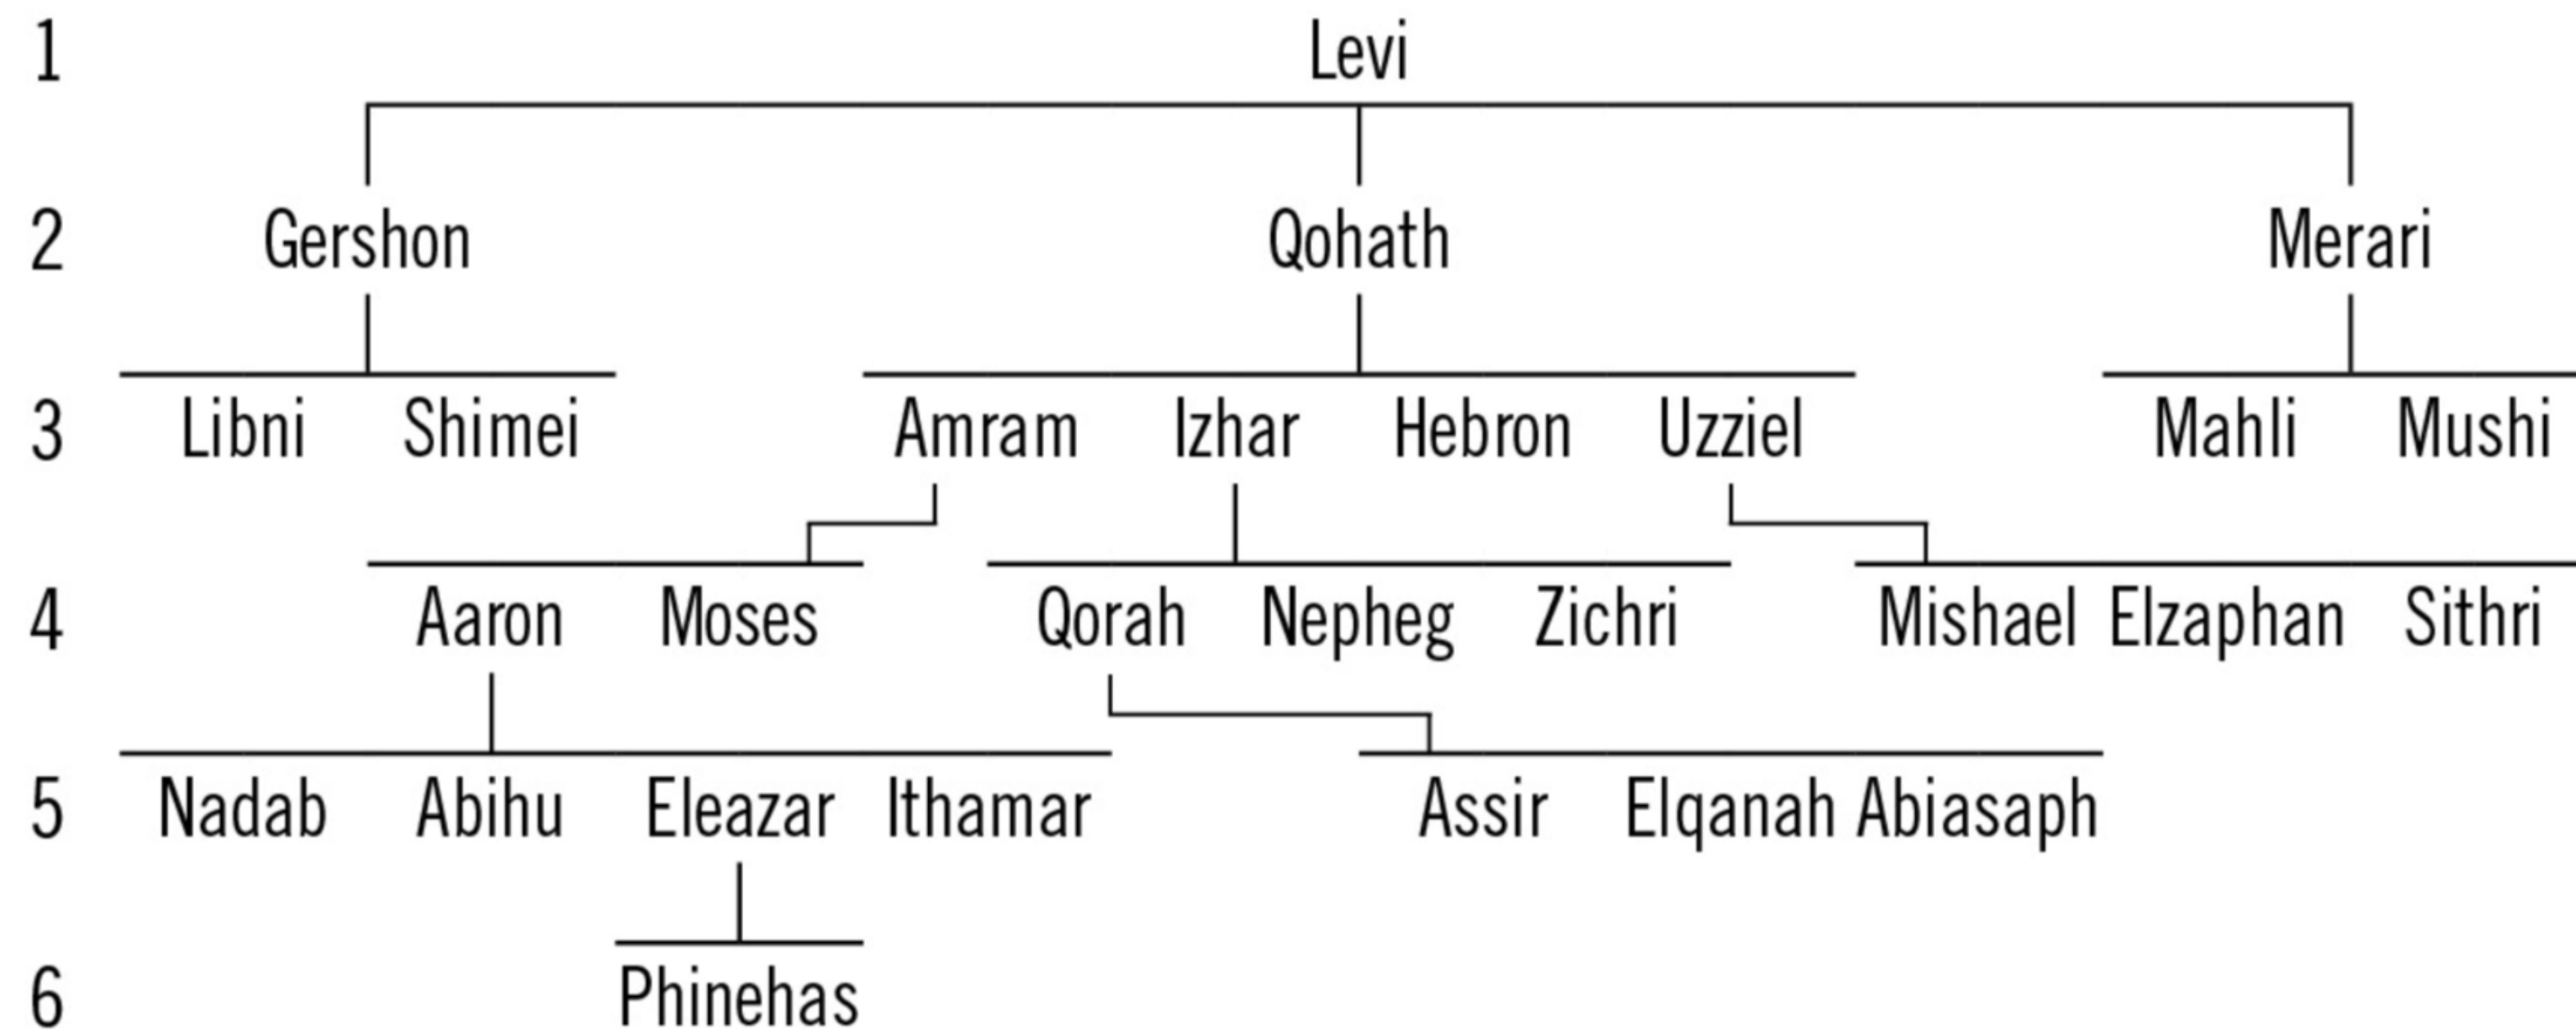 1 Levi
2 Gershon Qohath Merari
3 Libni Shimei Amram Izhar Hebron Uzziel Mahli Mushi
4 Aaron Moses Qorah Nepheg Zichri Mishael Elzaphan Sithri
5 Nadab Abihu Eleazar Ithamar Assir Elqanah Abiasaph
6 Phinehas